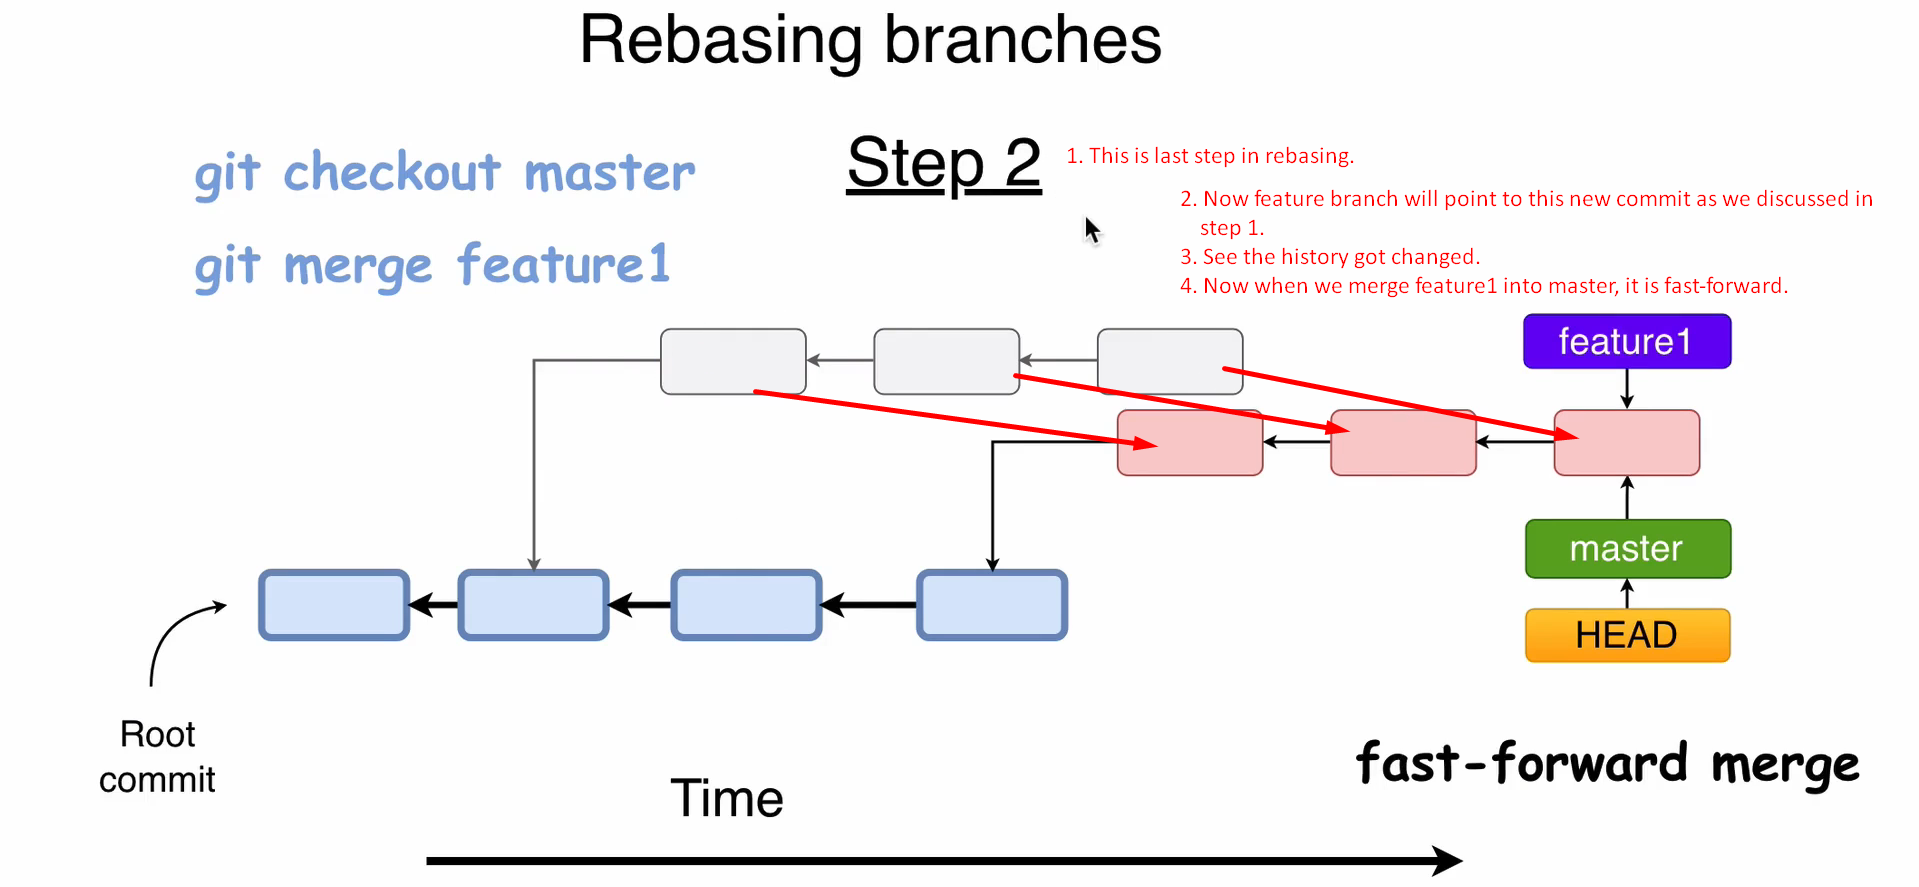 Rebasing branches
git checkout master
git merge feature1
Step 2
1. This is last step in rebasing.
2. Now feature branch will point to this new commit as we discussed in
step 1.
3. See the history got changed.
4. Now when we merge feature1 into master, it is fast-forward.
feature1
master
HEAD
Root
commit
fast-forward merge
Time